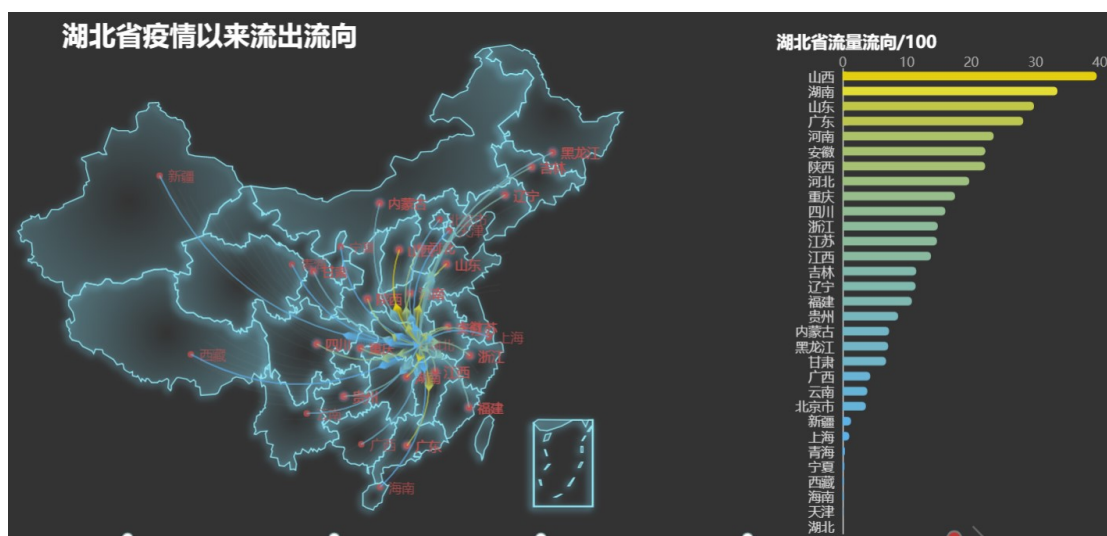 湖北省疫情以来流出流向
黑龙江
吉林
新疆
辽宁
内蒙古
山东
上海
四川
西藏
浙江
江西
福建
广西
广东
海南
湖北省流量流向/100
0 10 20 30 40
山西
湖南
山东
广东
河南
安徽
陕西
河北
重庆
四川
浙江
江苏
江西
吉林
辽宁
福建
贵州
内蒙古
黑龙江
甘肃
广西
云南
北京市
新疆
上海
青海
宁夏
西藏
海南
天津
湖北